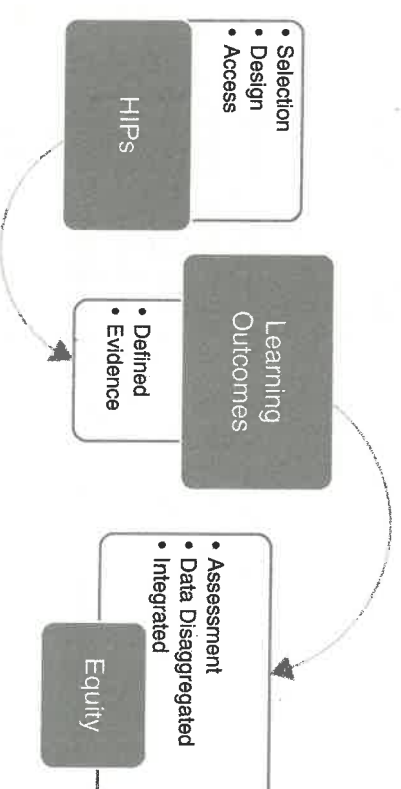 • Selection
• Design
• Access
HIPs
Learning
Outcomes
• Defined
• Evidence
• Assessment
• Data Disaggregated
• Integrated
Equity